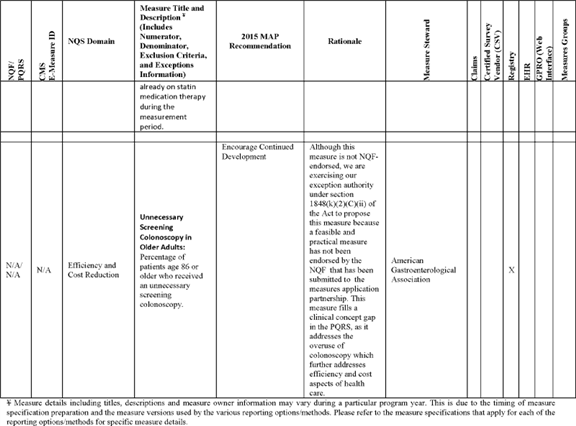 NQF/
PQRS
CMS
E-Measure ID
NQS Domain
Measure Title and
Description ¥
(Includes
Numerator,
Denominator,
Exclusion Criteria,
and Exceptions
Information)
2015 MAP
Recommendation
Rationale
Measure Steward
Claims
Certified Survey
Vendor (CSV)
Registry
EHR
GPRO (Web
Interface)
Measures Groups
already on statin
medication therapy
during the
measurement
period.
N/A/
N/A
N/A
Efficiency and
Cost Reduction
Unnecessary
Screening
Colonoscopy in
Older Adults:
Percentage of
patients age 86 or
older who received an
unnecessary
screening
colonoscopy.
Encourage Continued
Development
Although this
measure is not NQF-
endorsed, we are
exercising our
exception authority
under section
1848(k)(2)(C)(ii) of
the Act to propose
this measure because
a feasible and
practical measure
has not been
endorsed by the
NQF that has been
submitted to the
measures application
partnership. This
measure fills a
clinical concept gap
in the PQRS, as it
addresses the
overuse of
colonoscopy which
further addresses
efficiency and cost
aspects of health
care.
American
Gastroenterological
Association
X
¥ Measure details including titles, descriptions and measure owner information may vary during a particular program year. This is due to the timing of measure
specification preparation and the measure versions used by the various reporting options/methods. Please refer to the measure specifications that apply for each of the
reporting options/methods for specific measure details.